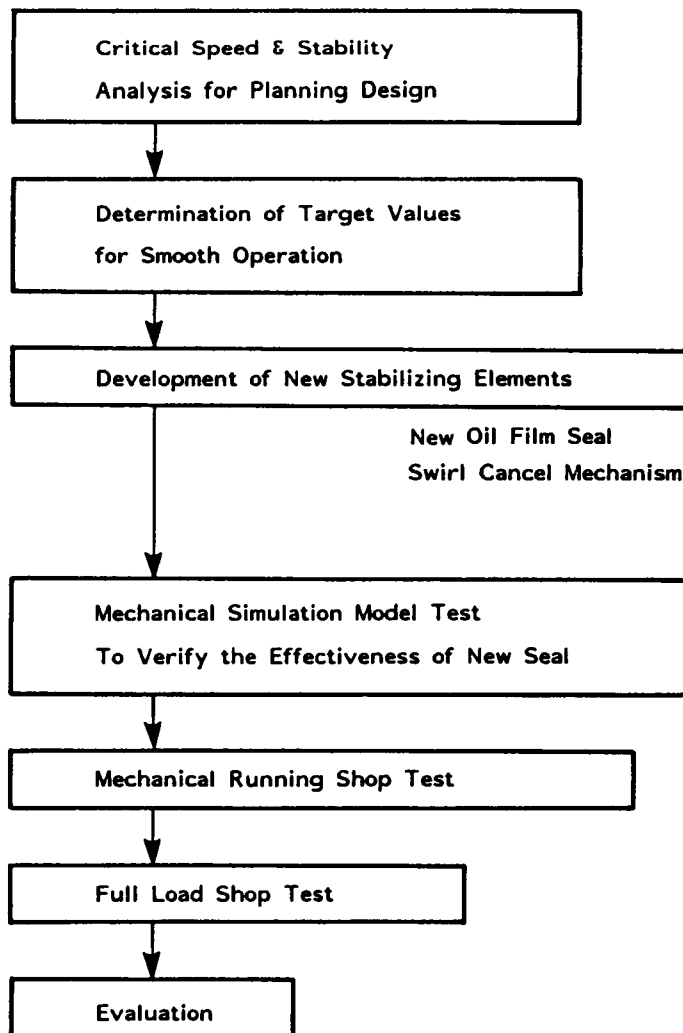 Critical Speed & Stability
Analysis for Planning Design
Determination of Target Values
for Smooth Operation
Development of New Stabilizing Elements
New Oil Film Seal
Swirl Cancel Mechanism
Mechanical Simulation Model Test
To Verify the Effectiveness of New Seal
Mechanical Running Shop Test
Full Load Shop Test
Evaluation